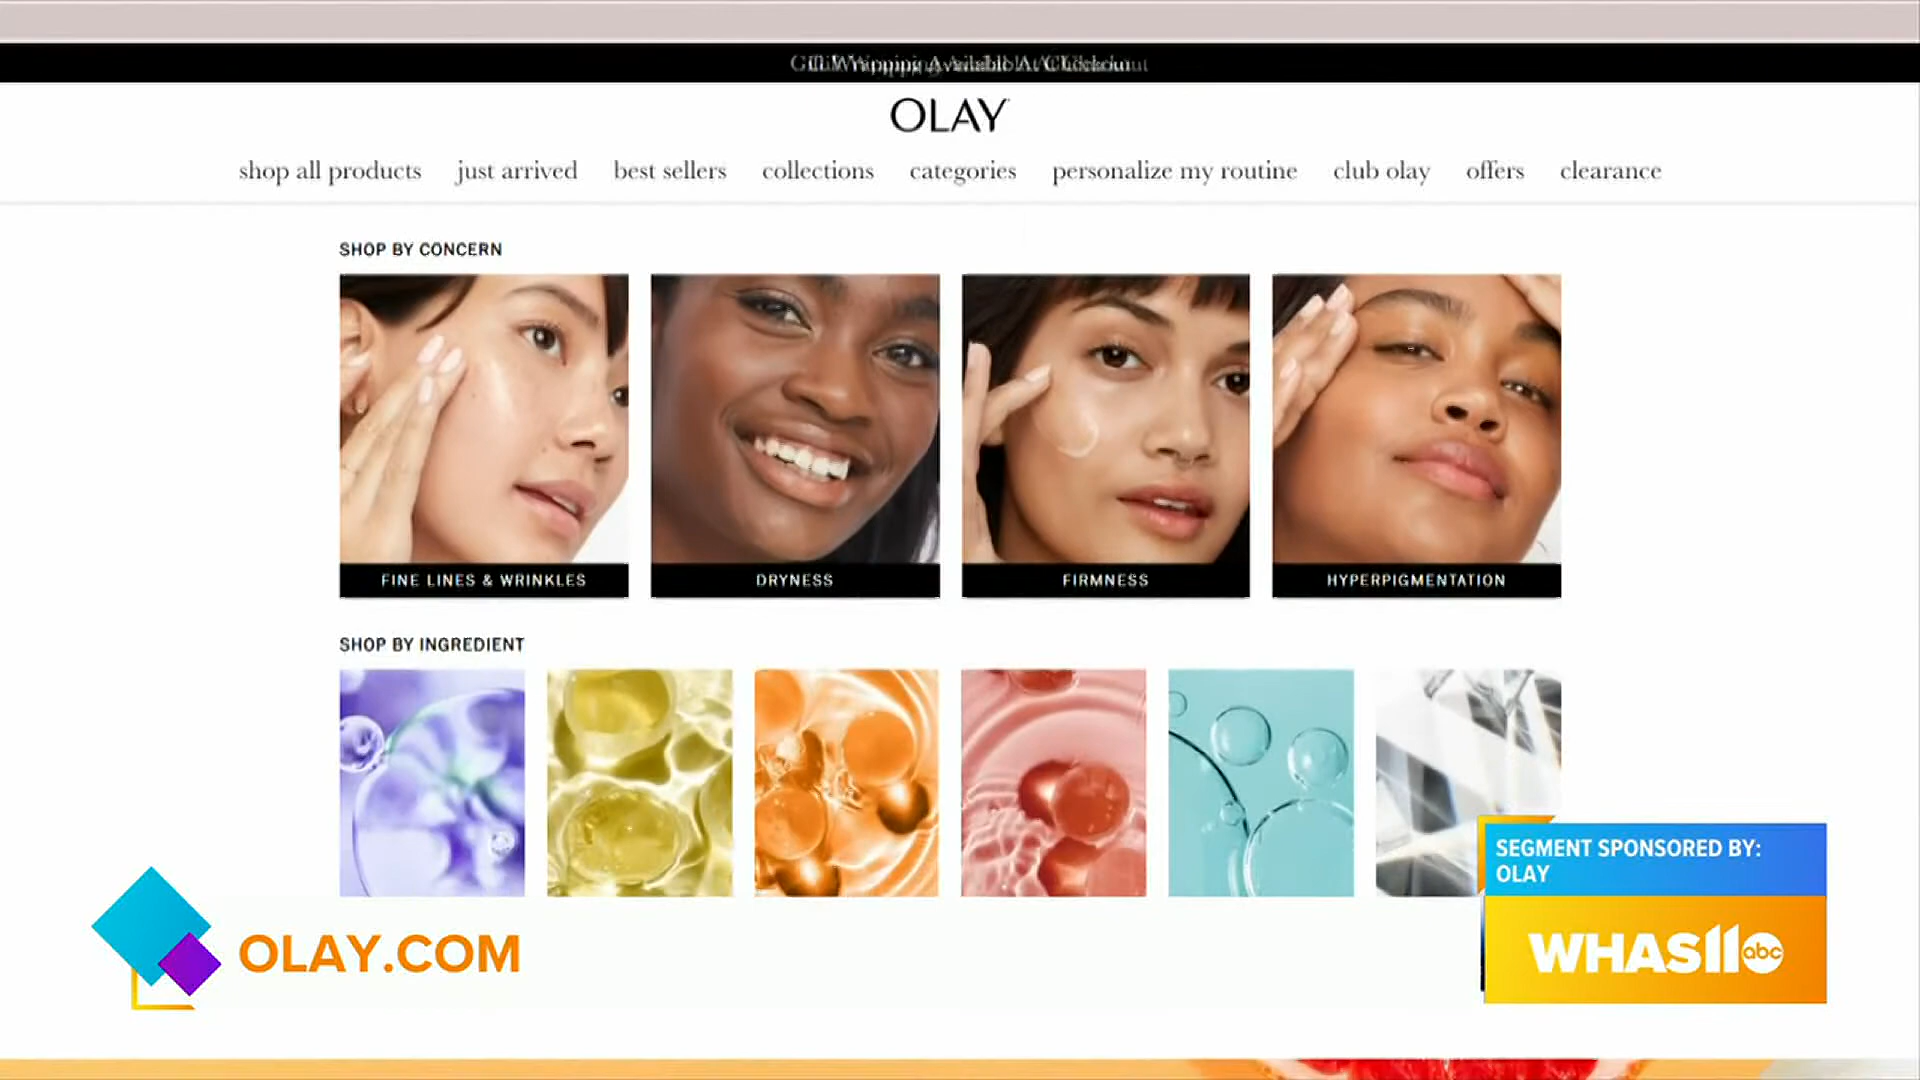 OLAY
shop all products just arrived best sellers collections categories personalize my routine club olay offers clearance
SHOP BY CONCERN
FINE LINES & WRINKLES DRYNESS FIRMNESS HYPERPIGMENTATION
SHOP BY INGREDIENT
SEGMENT SPONSORED BY:
OLAY
OLAY.COM
WHAS11 abc